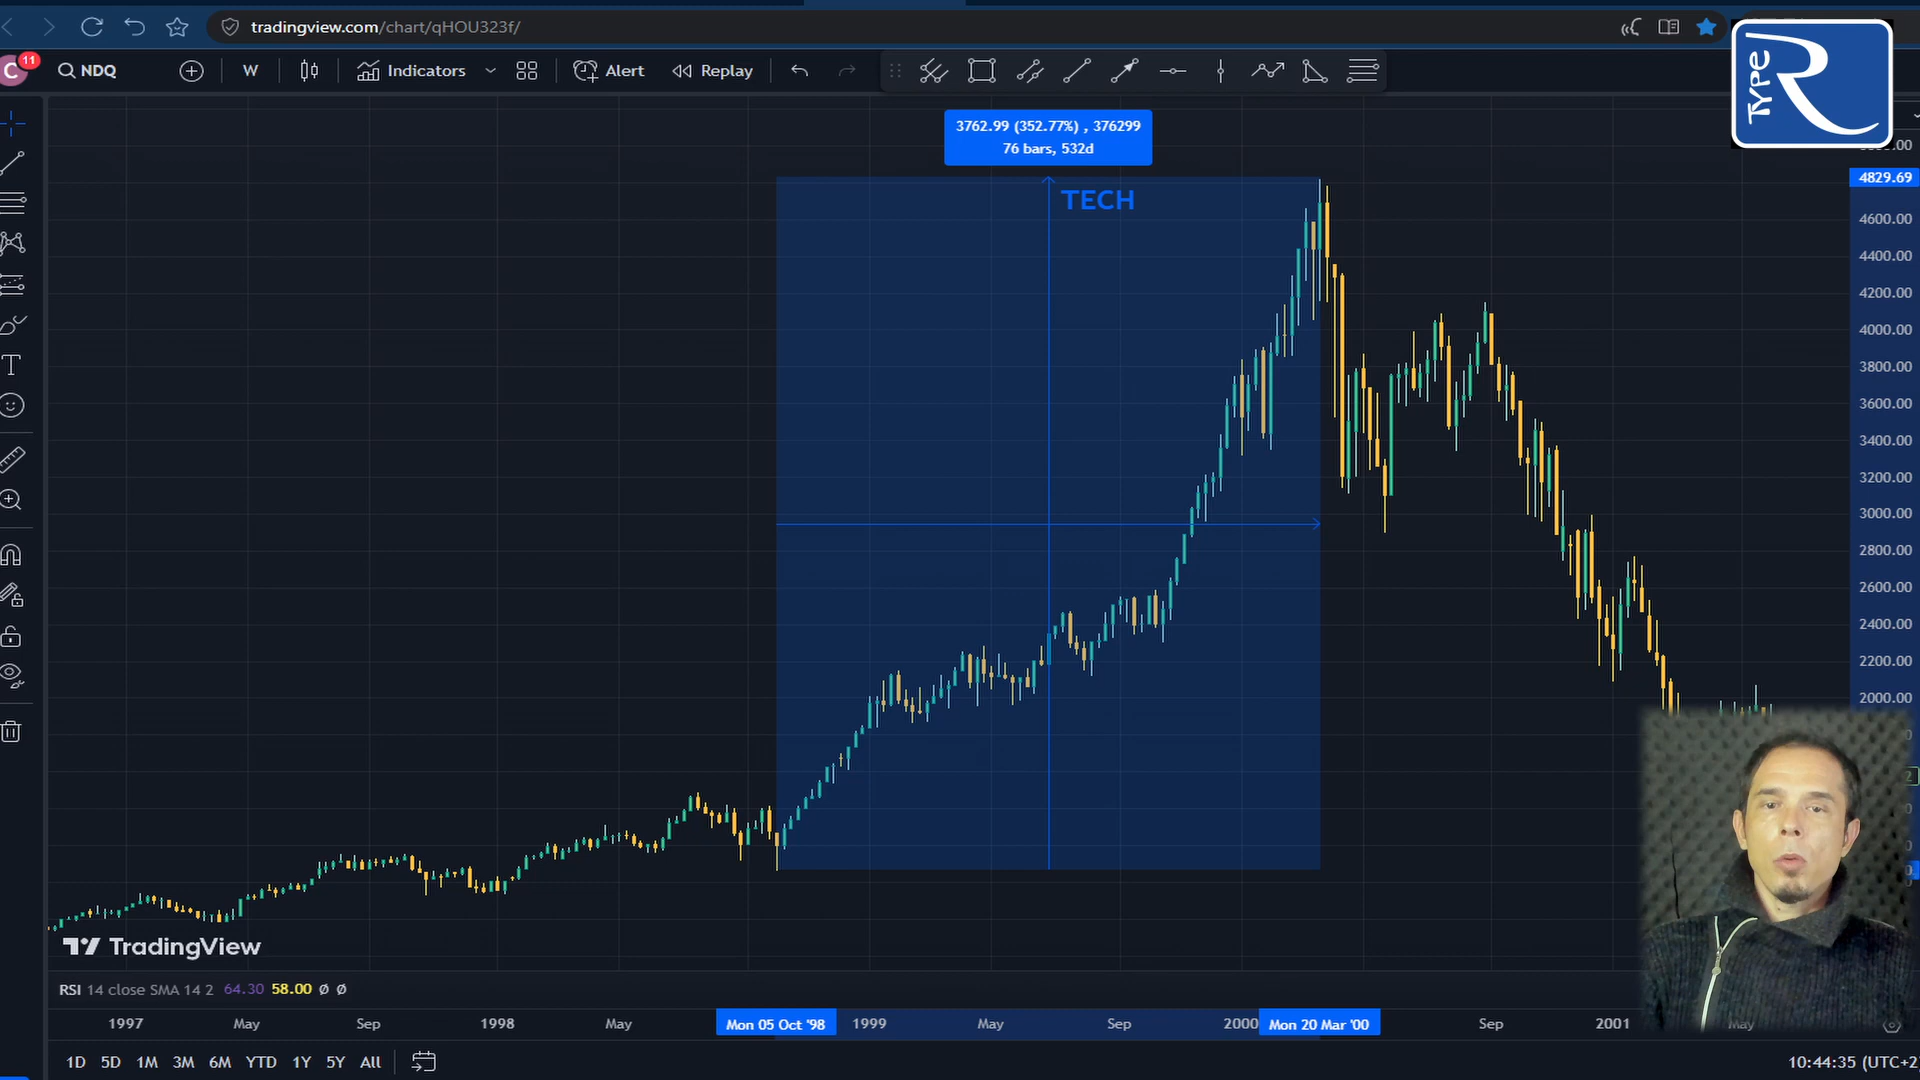 tradingview.com/chart/qHOU323f/
TYPE R
C 11 NDQ W Indicators Alert Replay
3762.99 (352.77%) , 376299
76 bars, 532d
TECH
4829.69
4600.00
4400.00
4200.00
4000.00
3800.00
3600.00
3400.00
3200.00
3000.00
2800.00
2600.00
2400.00
2200.00
2000.00
TradingView
RSI 14 close SMA 14 2 64.30 58.00 Ø Ø
1997 May Sep 1998 May Mon 05 Oct '98 1999 May Sep 2000 Mon 20 Mar '00 Sep 2001 May
1D 5D 1M 3M 6M YTD 1Y 5Y All 10:44:35 (UTC+2